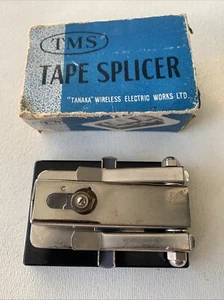 TMS
TAPE SPLICER
"TANAKA" WIRELESS ELECTRIC WORKS LTD.